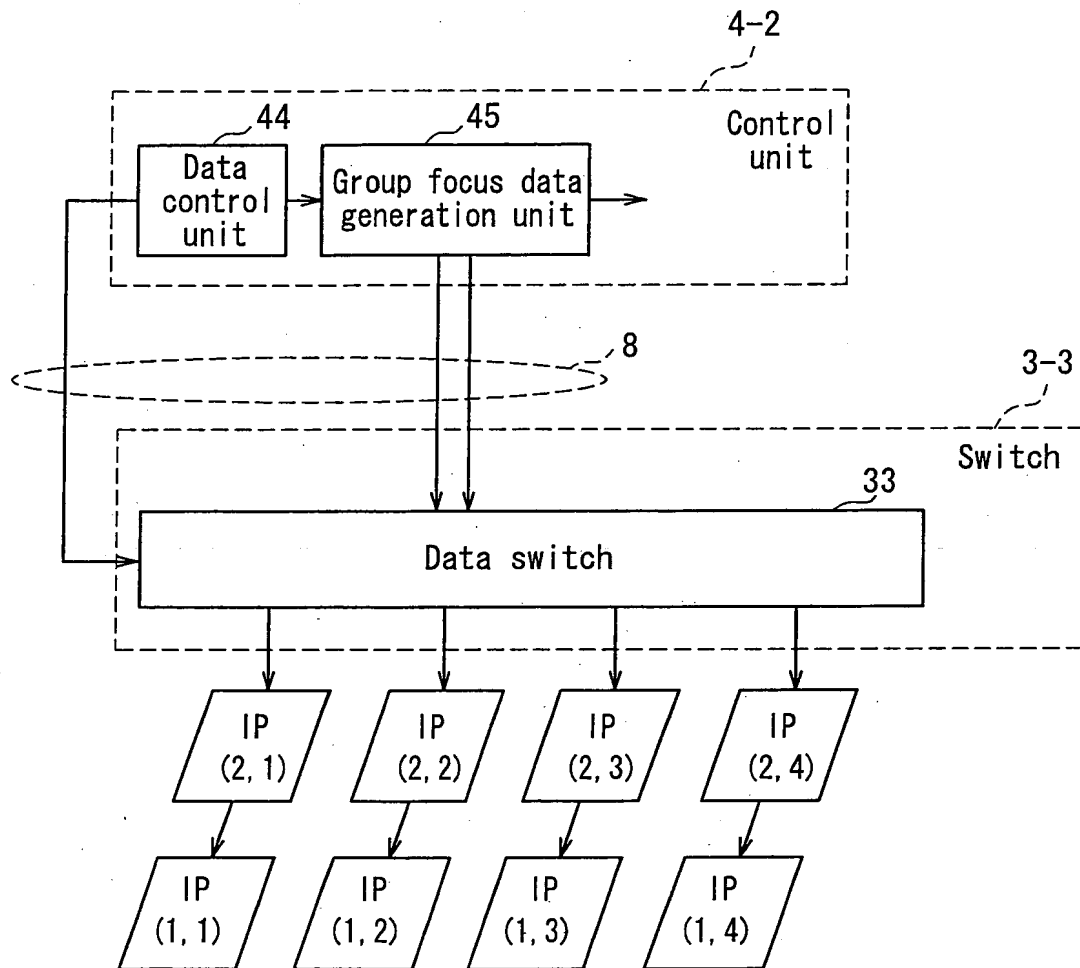 4-2
44
45
Control
unit
Data
control
unit
Group focus data
generation unit
8
3-3
Switch
33
Data switch
IP
(2, 1)
IP
(2, 2)
IP
(2, 3)
IP
(2, 4)
IP
(1, 1)
IP
(1, 2)
IP
(1, 3)
IP
(1, 4)